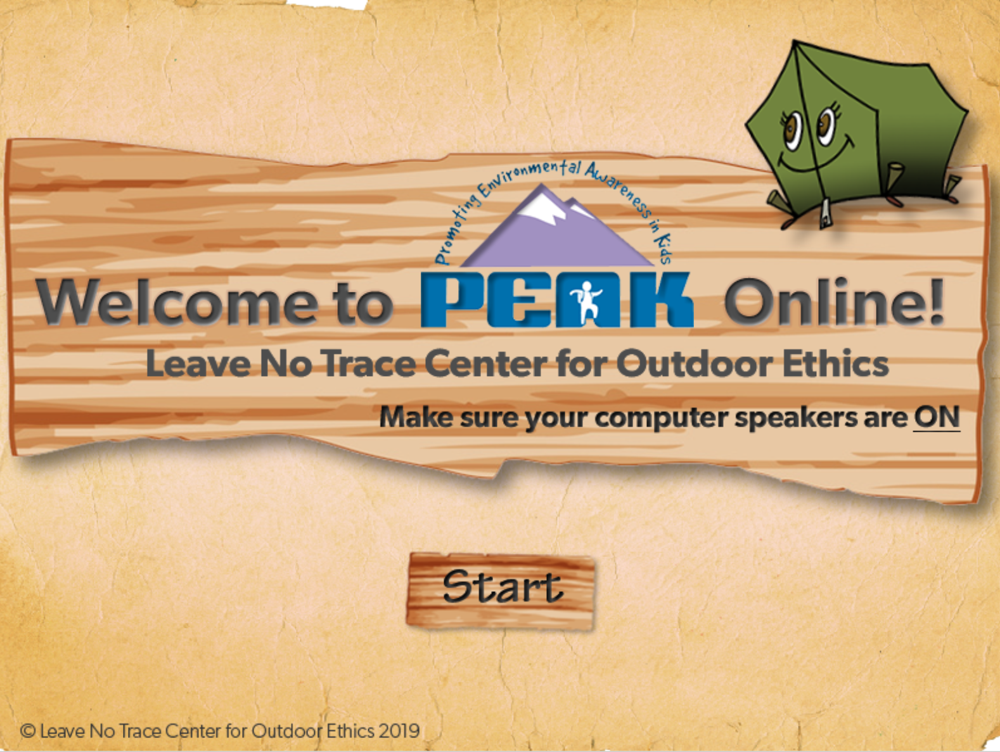 Promoting Environmental Awareness in Kids
Welcome to PEAK Online!
Leave No Trace Center for Outdoor Ethics
Make sure your computer speakers are ON
Start
© Leave No Trace Center for Outdoor Ethics 2019